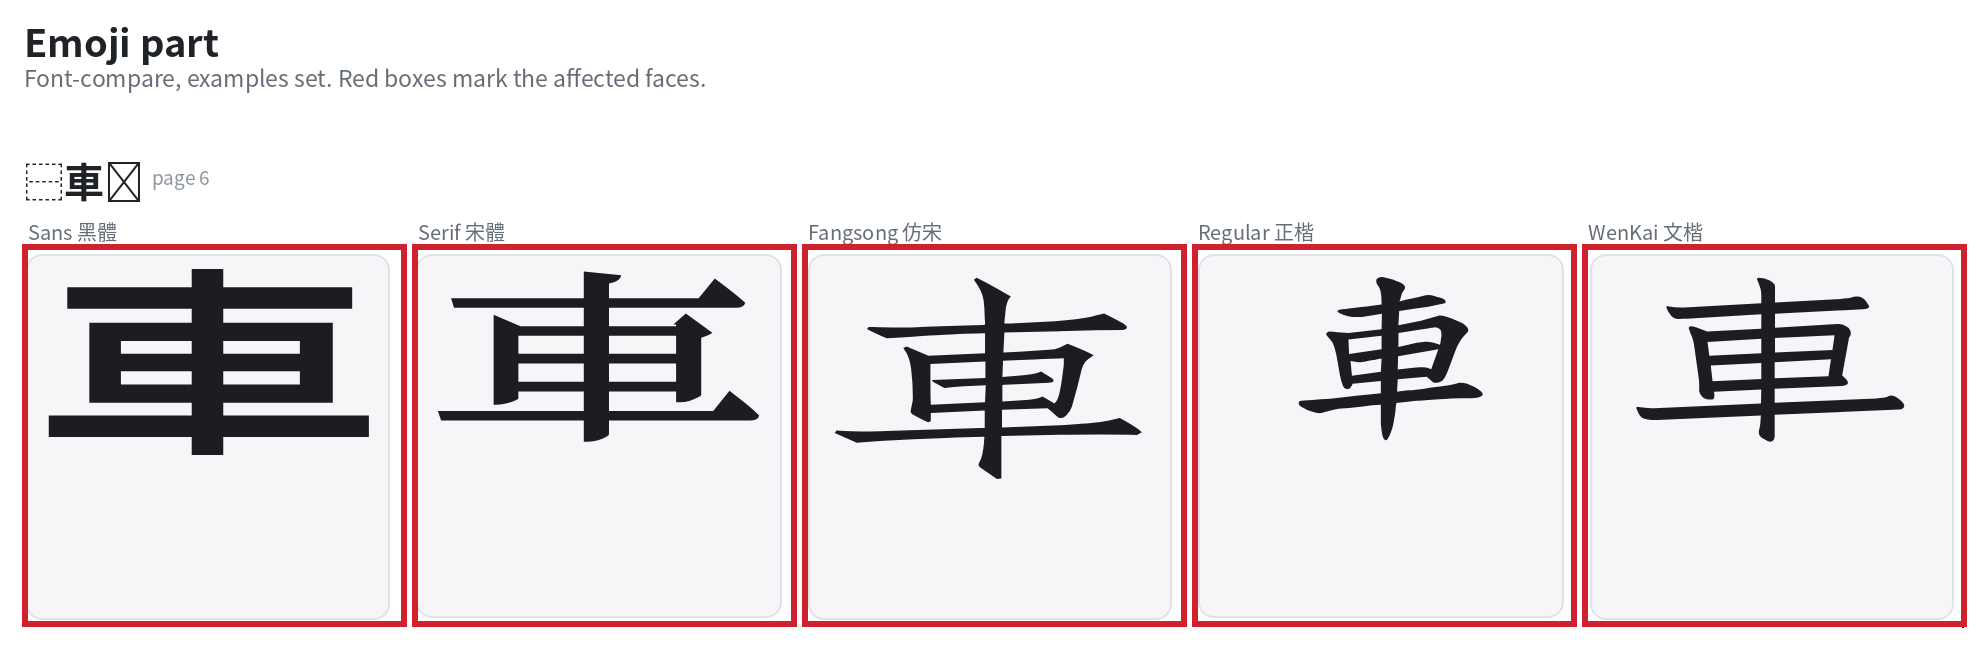 Emoji part
Font-compare, examples set. Red boxes mark the affected faces.
⿱車 page 6
Sans 黑體
Serif 宋體
Fangsong 仿宋
Regular 正楷
WenKai 文楷
車 車 車 車 車